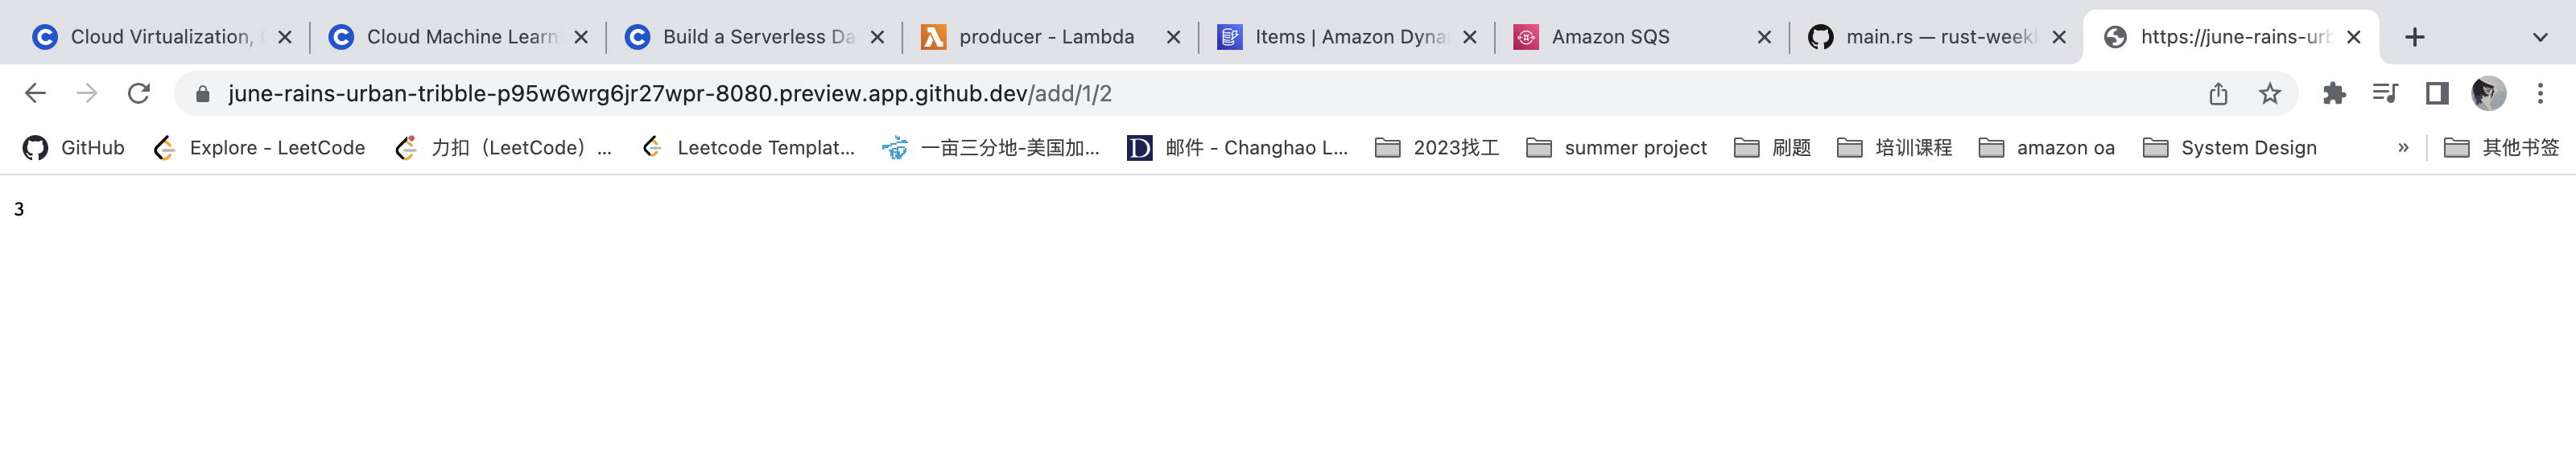 Cloud Virtualization, Cloud Machine Learn Build a Serverless Da producer - Lambda Items | Amazon Dyna Amazon SQS main.rs — rust-week https://june-rains-urb
june-rains-urban-tribble-p95w6wrg6jr27wpr-8080.preview.app.github.dev/add/1/2
GitHub Explore - LeetCode 力扣（LeetCode）... Leetcode Templat... 一亩三分地-美国加... D 邮件 - Changhao L... 2023找工 summer project 刷题 培训课程 amazon oa System Design » 其他书签
3